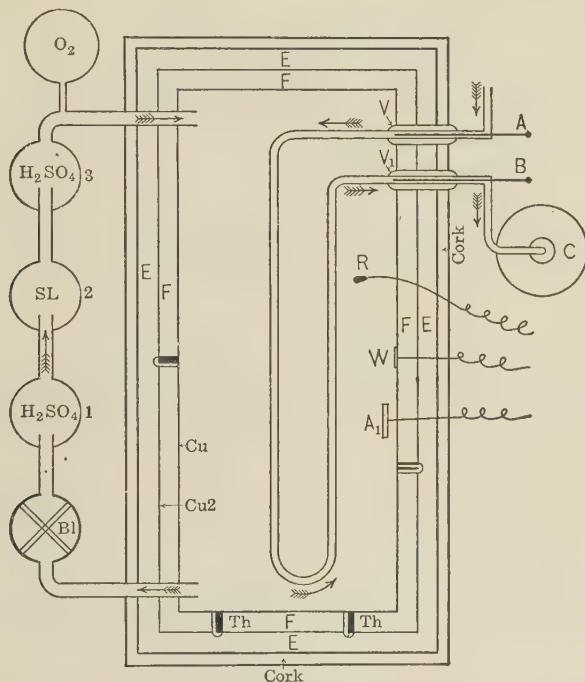 O₂
E
F
V
A
H₂SO₄ 3
V₁
B
Cork
C
E
F
R
SL 2
F
E
W
H₂SO₄ 1
A₁
Cu
Cu2
Bl
Th
F
Th
E
Cork